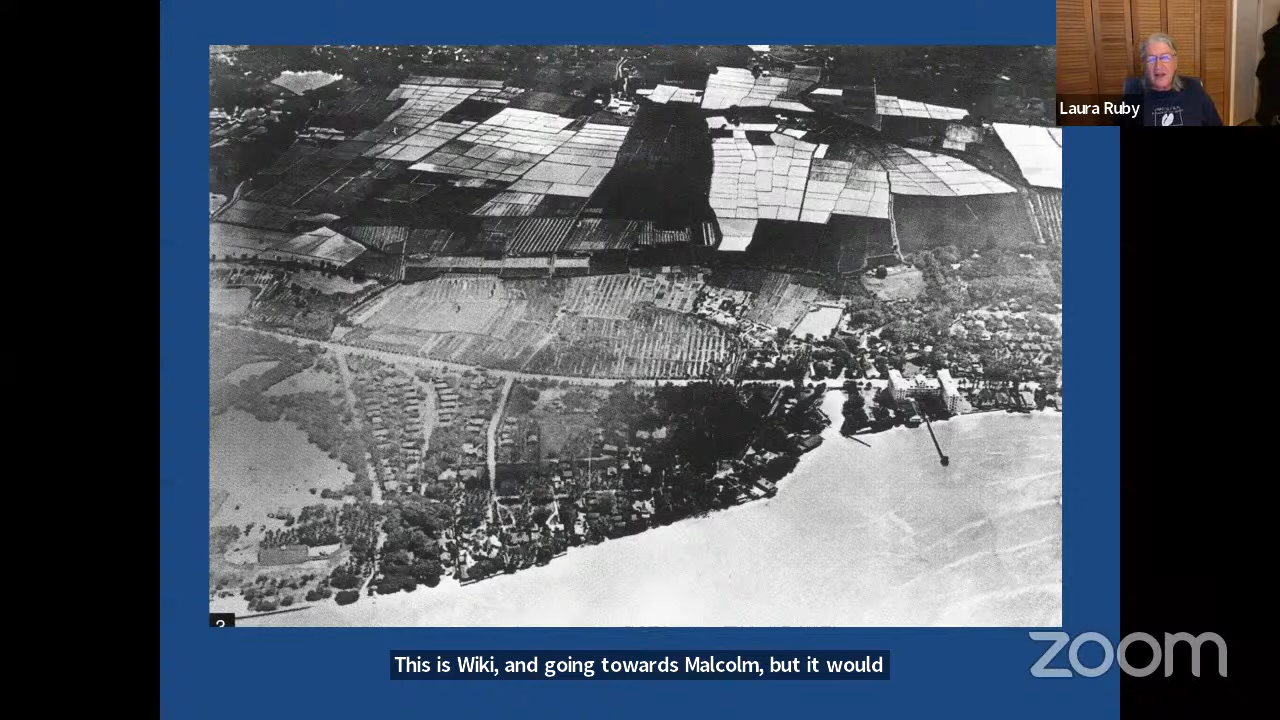 Laura Ruby
This is Wiki, and going towards Malcolm, but it would
zoom